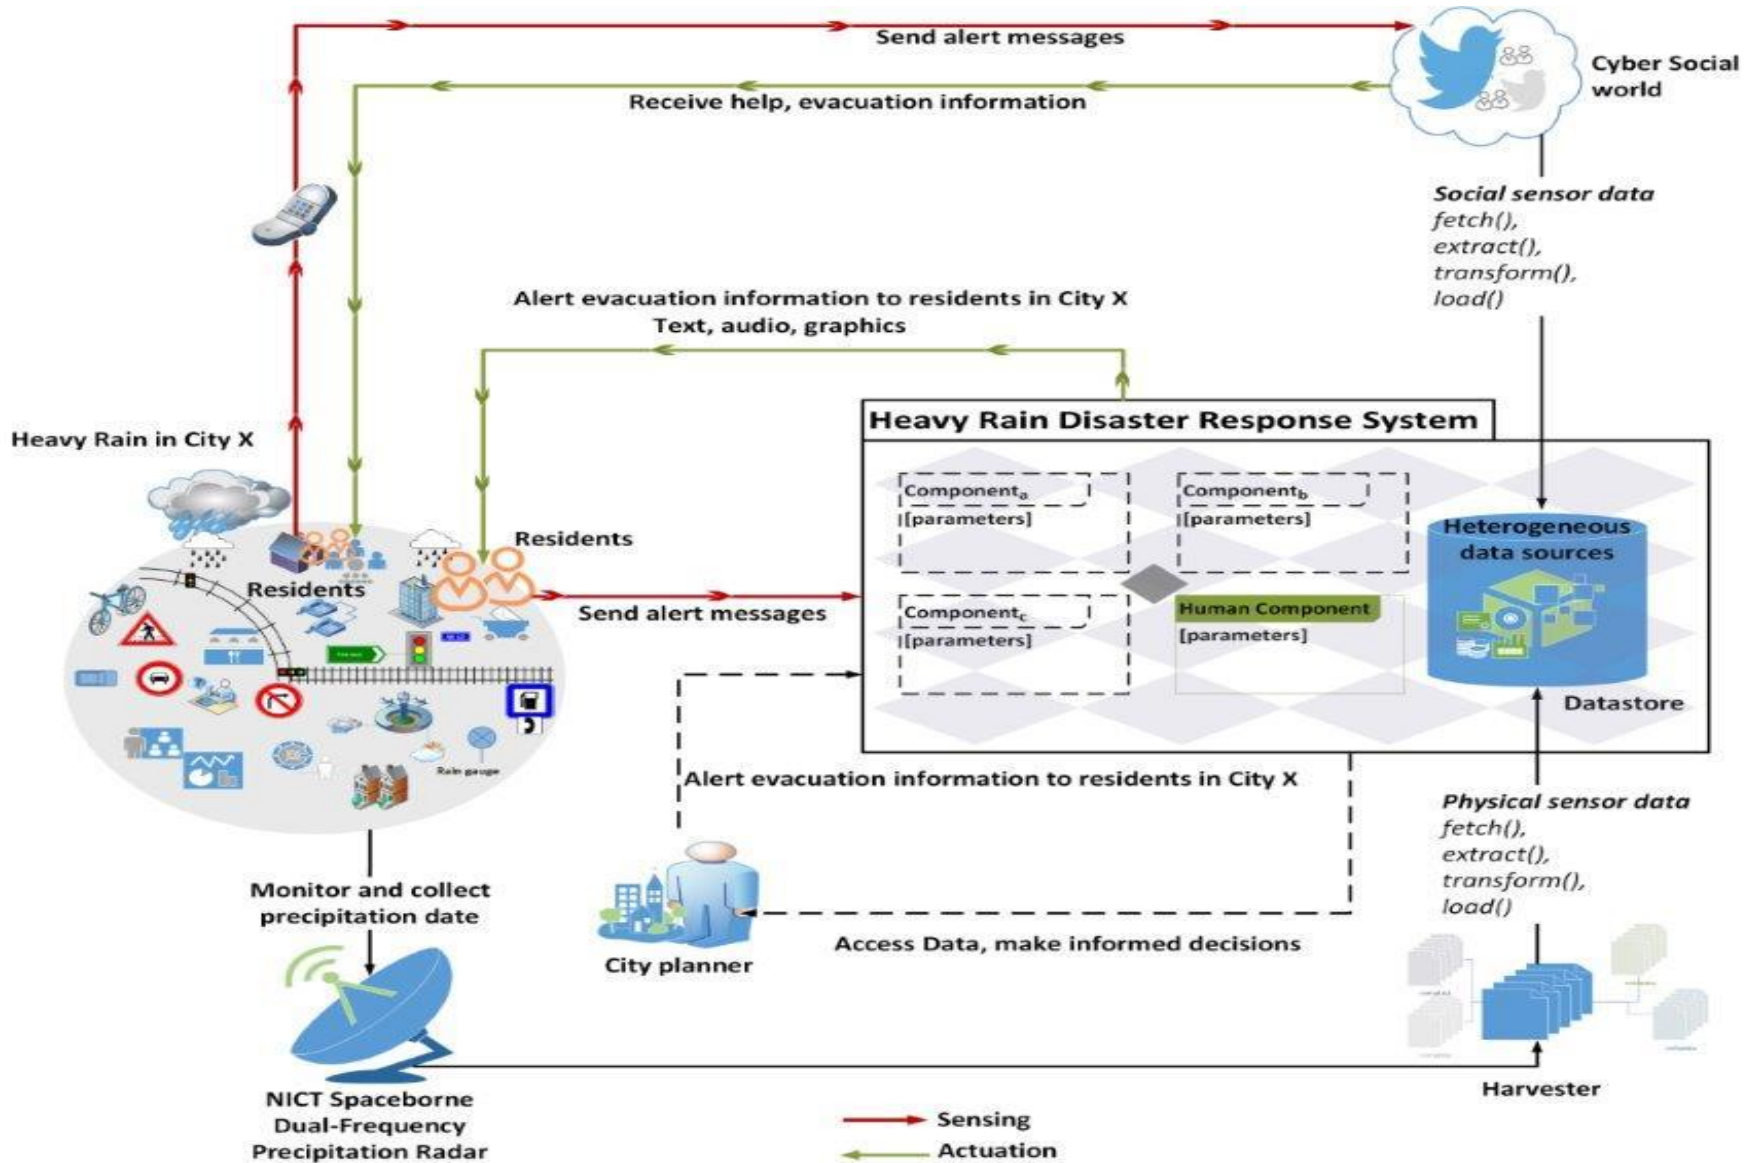 Send alert messages
Cyber Social
world
Receive help, evacuation information
Social sensor data
fetch(),
extract(),
transform(),
load()
Alert evacuation information to residents in City X
Text, audio, graphics
Heavy Rain Disaster Response System
Heavy Rain in City X
Component_a
[parameters]
Component_b
[parameters]
Heterogeneous
data sources
Residents
Residents
Send alert messages
Component_c
[parameters]
Human Component
[parameters]
Datastore
Rain gauge
Alert evacuation information to residents in City X
Physical sensor data
fetch(),
extract(),
transform(),
load()
Monitor and collect
precipitation date
City planner
Access Data, make informed decisions
Harvester
NICT Spaceborne
Dual-Frequency
Precipitation Radar
Sensing
Actuation